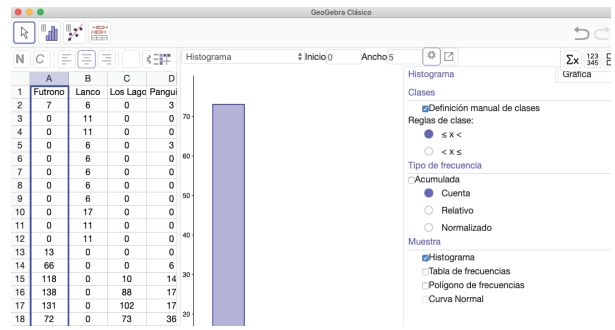 GeoGebra Clásico
N C Histograma Inicio 0 Ancho 5 Σx 123 345
Histograma Gráfica
A B C D
1 Futrono Lanco Los Lago Pangui
2 7 6 0 3
3 0 11 0 0
4 0 11 0 0
5 0 6 0 3
6 0 6 0 0
7 0 6 0 0
8 0 6 0 0
9 0 6 0 0
10 0 17 0 0
11 0 11 0 0
12 0 11 0 0
13 13 0 0 0
14 66 0 0 6
15 118 0 10 14
16 138 0 88 17
17 131 0 102 17
18 72 0 73 36
70
60
50
40
30
20
Clases
Definición manual de clases
Reglas de clase:
≤ x <
< x ≤
Tipo de frecuencia
Acumulada
Cuenta
Relativo
Normalizado
Muestra
Histograma
Tabla de frecuencias
Polígono de frecuencias
Curva Normal